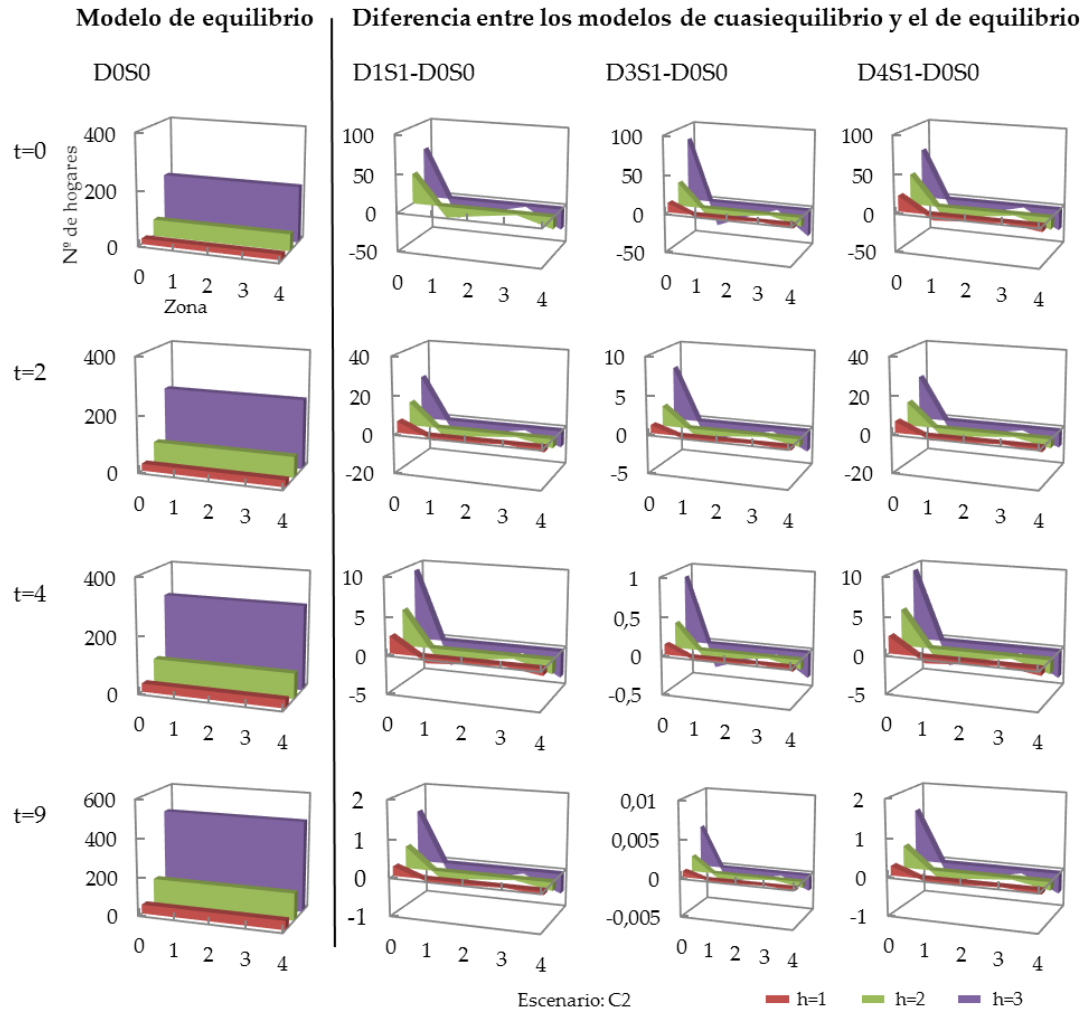 Modelo de equilibrio
Diferencia entre los modelos de cuasiequilibrio y el de equilibrio
D0S0
D1S1-D0S0
D3S1-D0S0
D4S1-D0S0
t=0
Nº de hogares
400
200
0
0 1 2 3 4
Zona
100
50
0
-50
0 1 2 3 4
100
50
0
-50
0 1 2 3 4
100
50
0
-50
0 1 2 3 4
t=2
400
200
0
0 1 2 3 4
40
20
0
-20
0 1 2 3 4
10
5
0
-5
0 1 2 3 4
40
20
0
-20
0 1 2 3 4
t=4
400
200
0
0 1 2 3 4
10
5
0
-5
0 1 2 3 4
1
0,5
0
-0,5
0 1 2 3 4
10
5
0
-5
0 1 2 3 4
t=9
600
400
200
0
0 1 2 3 4
2
1
0
-1
0 1 2 3 4
0,01
0,005
0
-0,005
0 1 2 3 4
2
1
0
-1
0 1 2 3 4
Escenario: C2
h=1 h=2 h=3